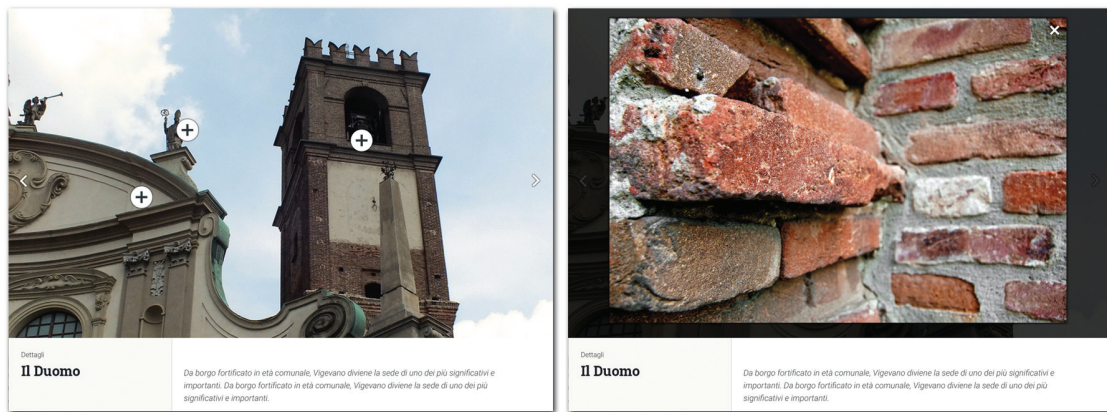 Dettagli
Il Duomo
Da borgo fortificato in età comunale, Vigevano diviene la sede di uno dei più significativi e
importanti. Da borgo fortificato in età comunale, Vigevano diviene la sede di uno dei più
significativi e importanti.
Dettagli
Il Duomo
Da borgo fortificato in età comunale, Vigevano diviene la sede di uno dei più significativi e
importanti. Da borgo fortificato in età comunale, Vigevano diviene la sede di uno dei più
significativi e importanti.